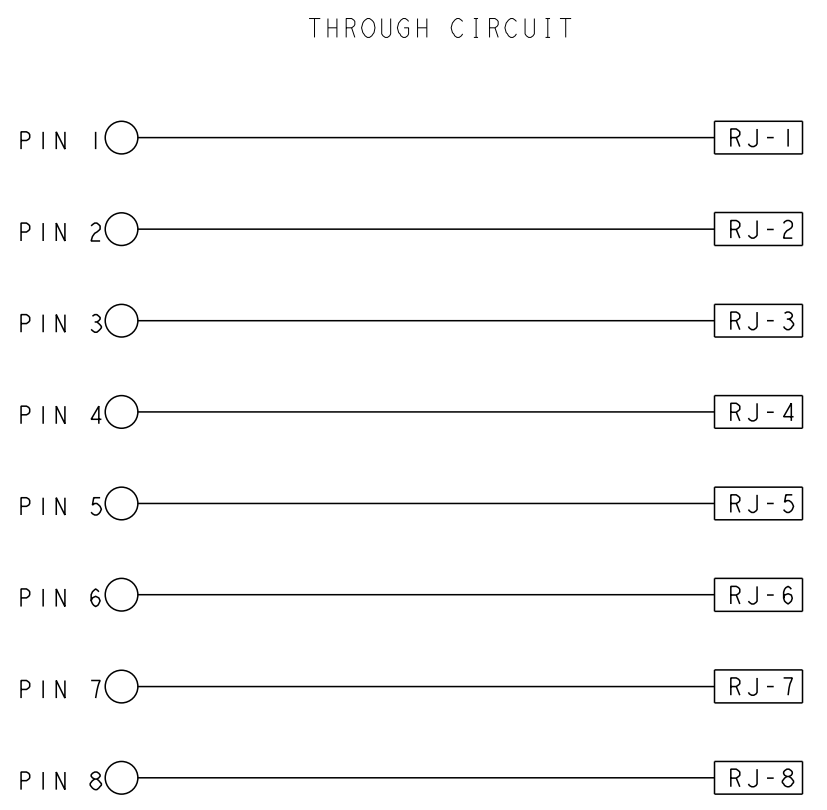 THROUGH CIRCUIT
PIN 1 RJ-1
PIN 2 RJ-2
PIN 3 RJ-3
PIN 4 RJ-4
PIN 5 RJ-5
PIN 6 RJ-6
PIN 7 RJ-7
PIN 8 RJ-8